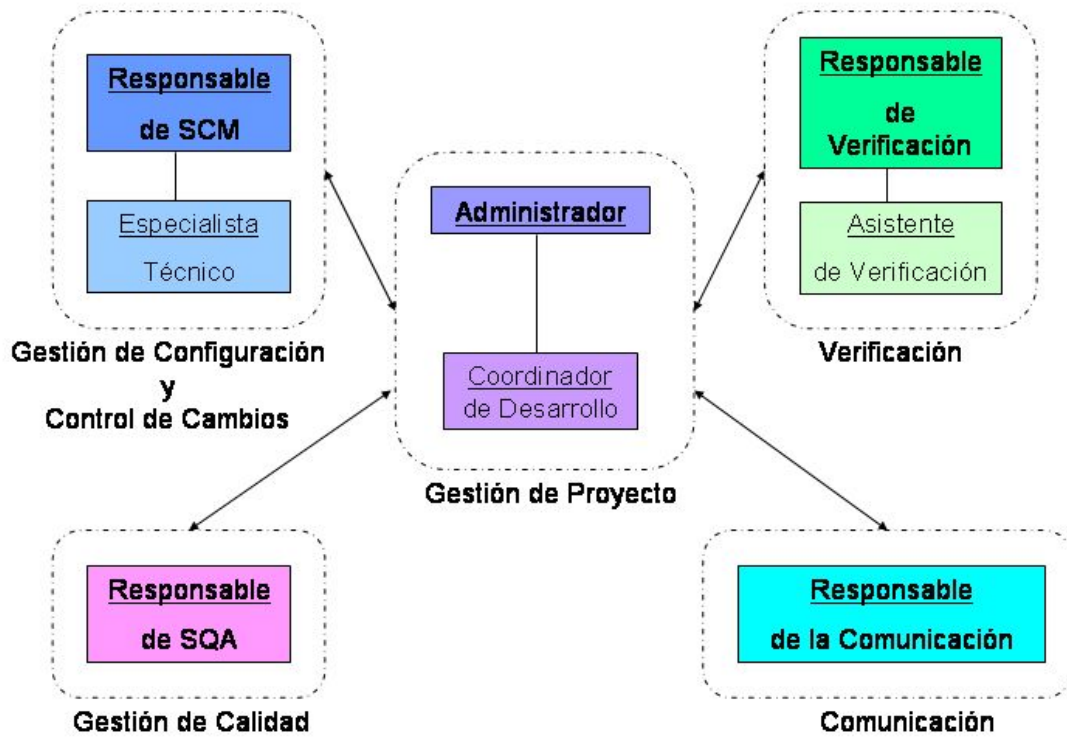 Responsable
de SCM
Especialista
Técnico
Gestión de Configuración
y
Control de Cambios
Responsable
de
Verificación
Asistente
de Verificación
Verificación
Administrador
Coordinador
de Desarrollo
Gestión de Proyecto
Responsable
de SQA
Gestión de Calidad
Responsable
de la Comunicación
Comunicación